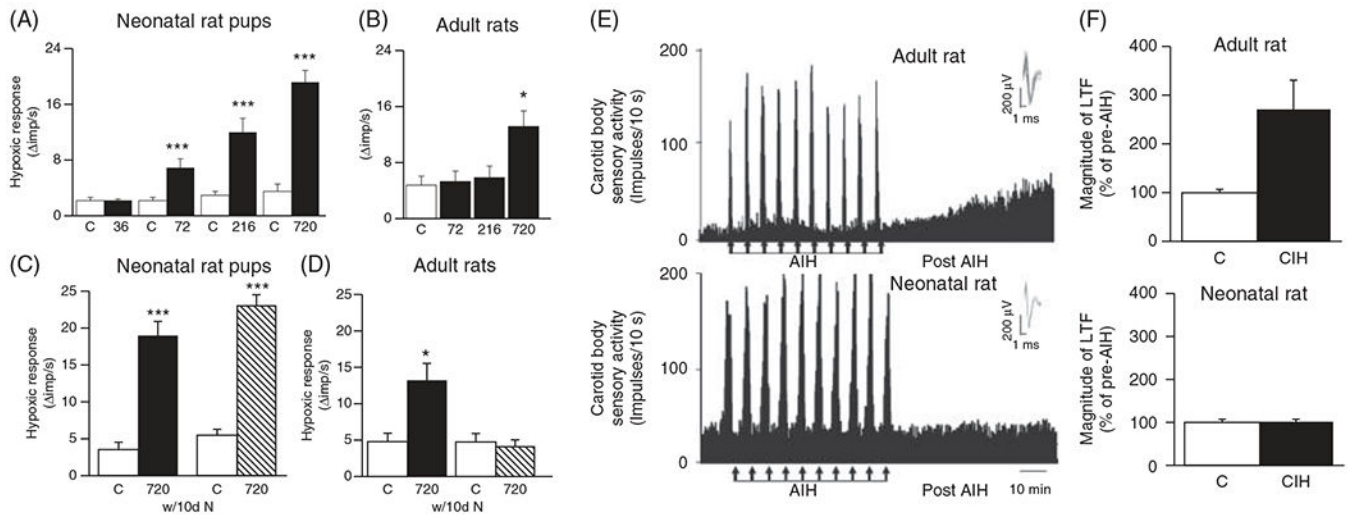 (A)
Neonatal rat pups
Hypoxic response
(Δimp/s)
24
16
8
0
***
***
***
C 36 C 72 C 216 C 720
(B)
Adult rats
(Δimp/s)
24
16
8
0
*
C 72 216 720
(C)
Neonatal rat pups
Hypoxic response
(Δimp/s)
25
20
15
10
5
0
***
***
C 720 C 720
w/10d N
(D)
Adult rats
Hypoxic response
(Δimp/s)
25
20
15
10
5
0
*
C 720 C 720
w/10d N
(E)
Adult rat
Carotid body
sensory activity
(Impulses/10 s)
200
100
0
200 μV
1 ms
AIH
Post AIH
Neonatal rat
Carotid body
sensory activity
(Impulses/10 s)
200
100
0
200 μV
1 ms
AIH
Post AIH
10 min
(F)
Adult rat
Magnitude of LTF
(% of pre-AIH)
400
300
200
100
0
C CIH
Neonatal rat
Magnitude of LTF
(% of pre-AIH)
400
300
200
100
0
C CIH